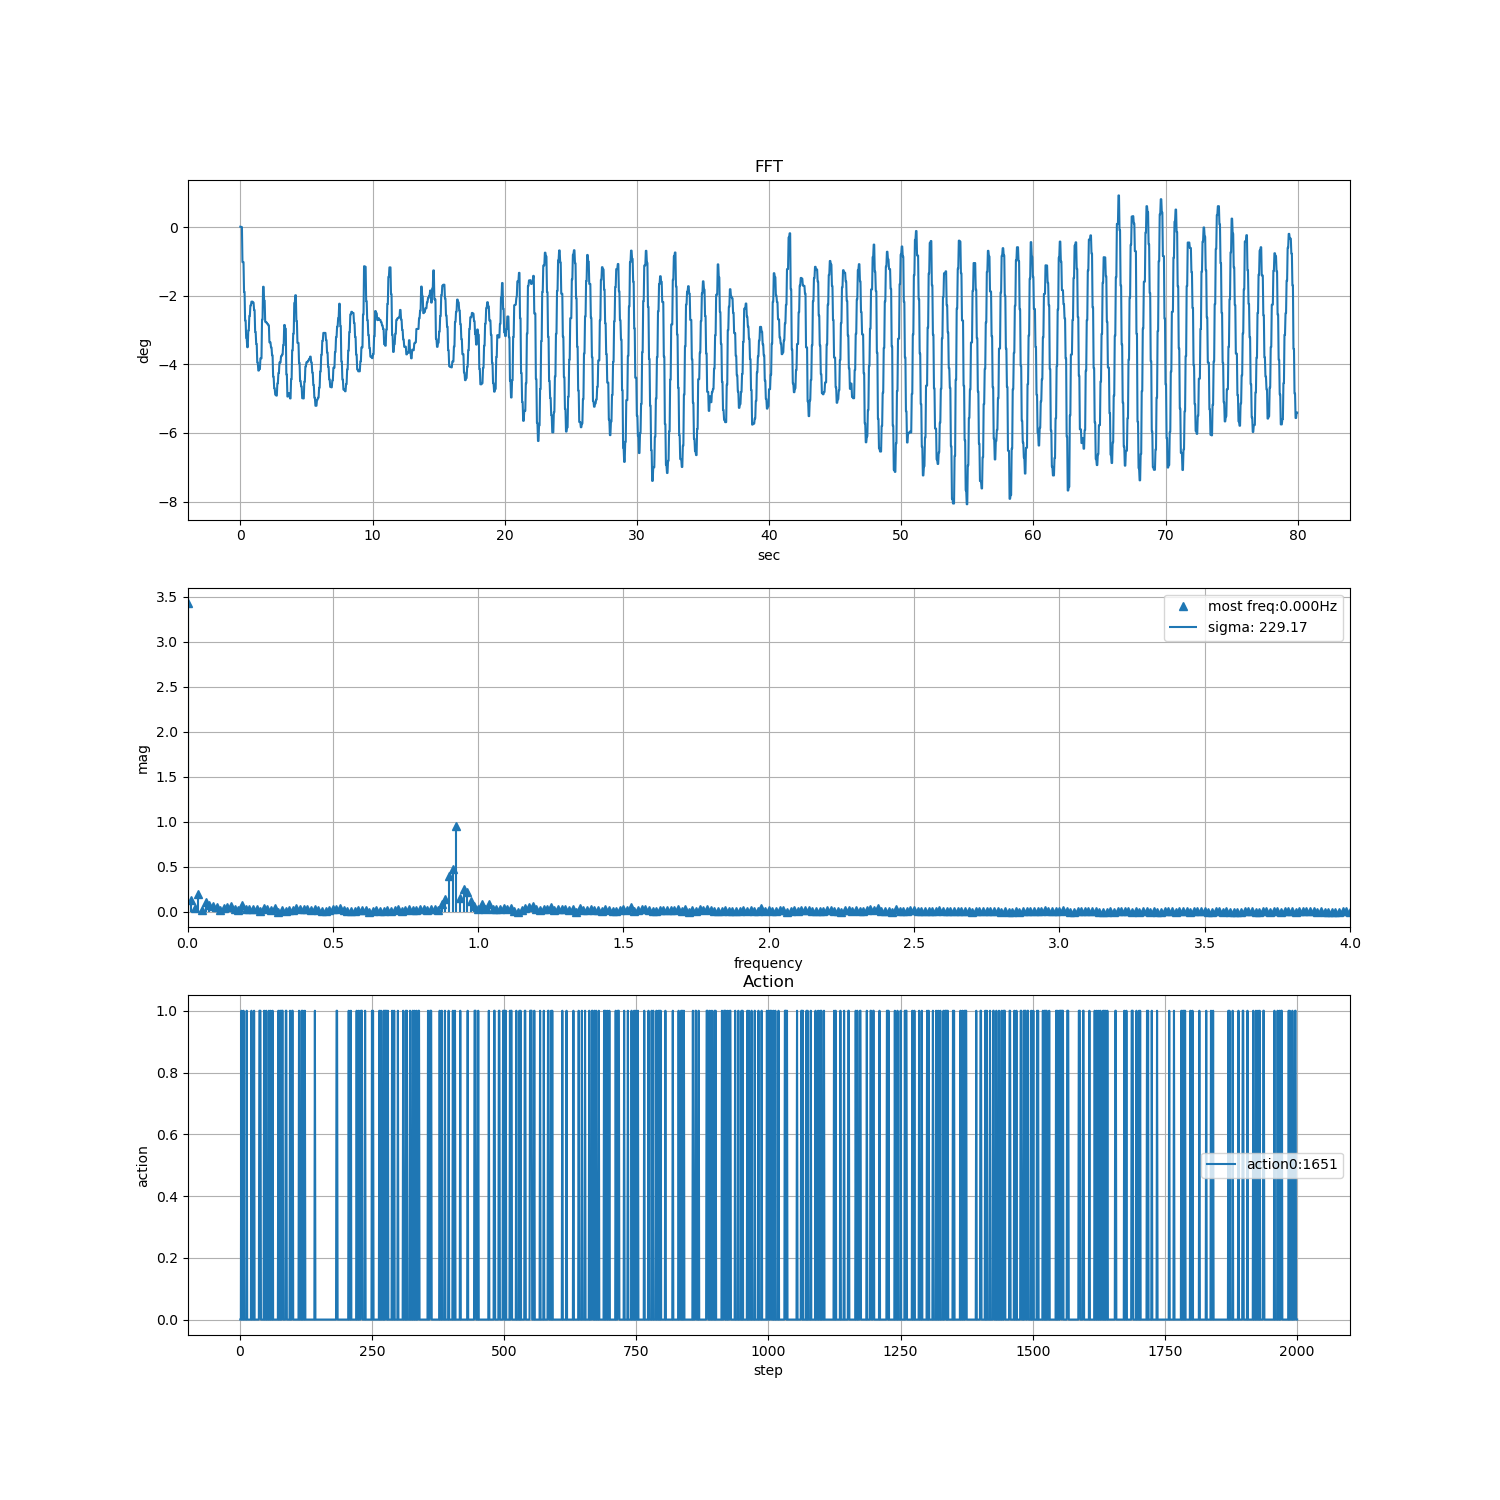 FFT
0
−2
−4
−6
−8
deg
0 10 20 30 40 50 60 70 80
sec
3.5
3.0
2.5
2.0
1.5
1.0
0.5
0.0
mag
most freq:0.000Hz
sigma: 229.17
0.0 0.5 1.0 1.5 2.0 2.5 3.0 3.5 4.0
frequency
Action
1.0
0.8
0.6
0.4
0.2
0.0
action
action0:1651
0 250 500 750 1000 1250 1500 1750 2000
step